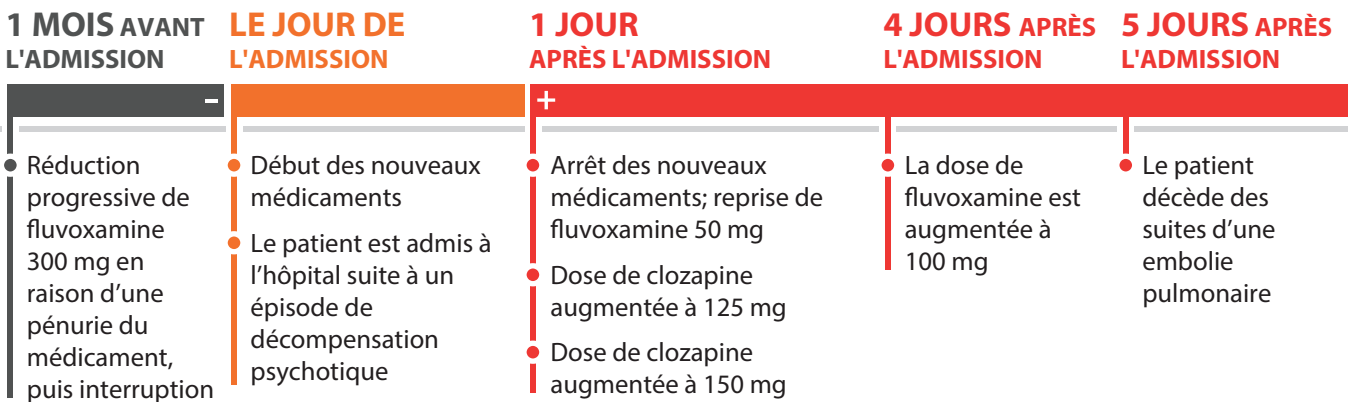 1 MOIS AVANT
L'ADMISSION
LE JOUR DE
L'ADMISSION
1 JOUR
APRÈS L'ADMISSION
4 JOURS APRÈS
L'ADMISSION
5 JOURS APRÈS
L'ADMISSION
-
+
Réduction
progressive de
fluvoxamine
300 mg en
raison d’une
pénurie du
médicament,
puis interruption
Début des nouveaux
médicaments
Le patient est admis à
l’hôpital suite à un
épisode de
décompensation
psychotique
Arrêt des nouveaux
médicaments; reprise de
fluvoxamine 50 mg
Dose de clozapine
augmentée à 125 mg
Dose de clozapine
augmentée à 150 mg
La dose de
fluvoxamine est
augmentée à
100 mg
Le patient
décède des
suites d’une
embolie
pulmonaire